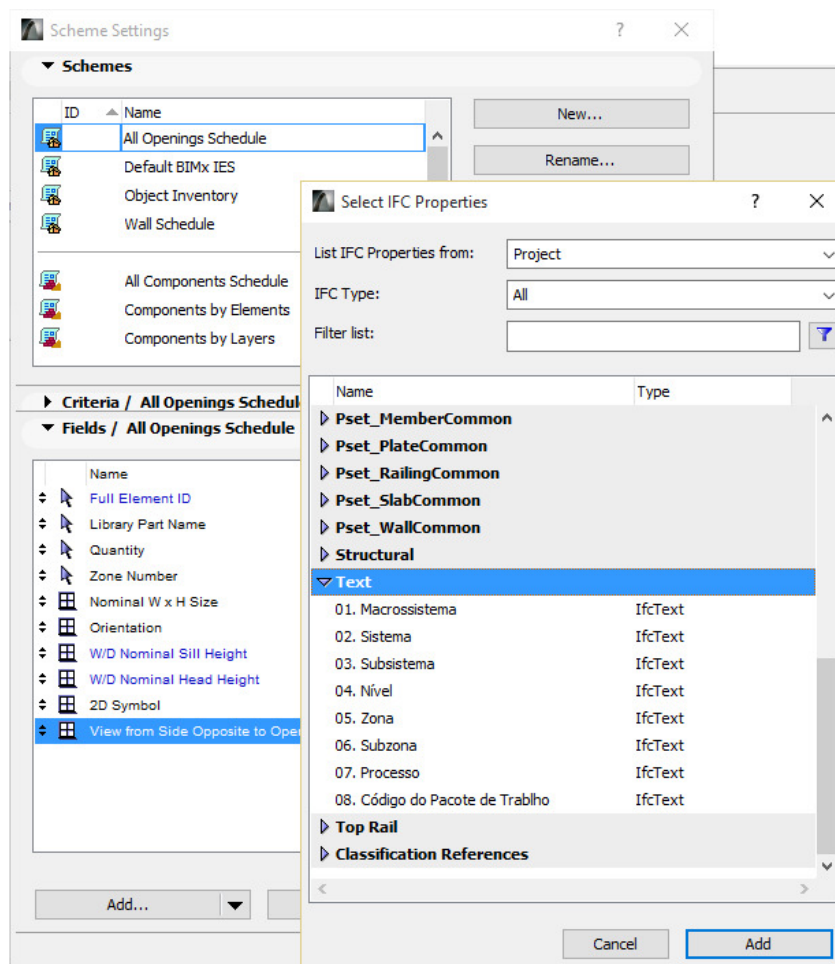 Scheme Settings
?
Schemes
ID Name
All Openings Schedule
Default BIMx IES
Object Inventory
Wall Schedule
All Components Schedule
Components by Elements
Components by Layers
New...
Rename...
Criteria / All Openings Schedul
Fields / All Openings Schedule
Name
Full Element ID
Library Part Name
Quantity
Zone Number
Nominal W x H Size
Orientation
W/D Nominal Sill Height
W/D Nominal Head Height
2D Symbol
View from Side Opposite to Oper
Add...
Select IFC Properties
?
List IFC Properties from: Project
IFC Type: All
Filter list:
Name Type
Pset_MemberCommon
Pset_PlateCommon
Pset_RailingCommon
Pset_SlabCommon
Pset_WallCommon
Structural
Text
01. Macrossistema IfcText
02. Sistema IfcText
03. Subsistema IfcText
04. Nível IfcText
05. Zona IfcText
06. Subzona IfcText
07. Processo IfcText
08. Código do Pacote de Trablho IfcText
Top Rail
Classification References
Cancel Add